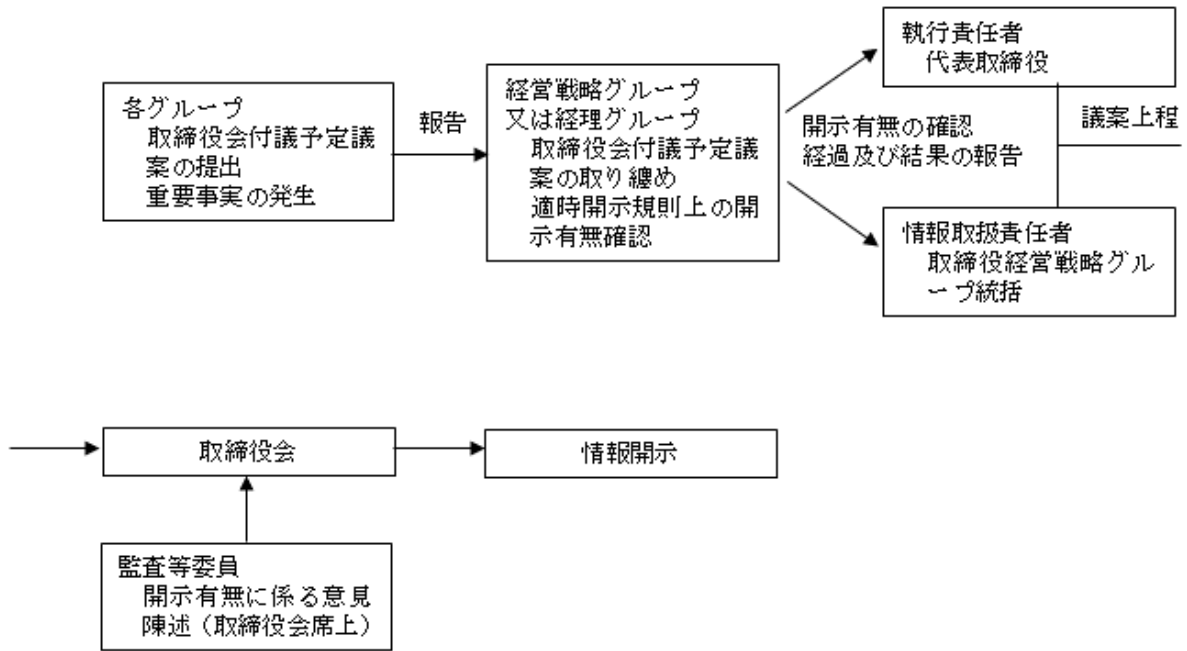 各グループ
取締役会付議予定議
案の提出
重要事実の発生
報告
経営戦略グループ
又は経理グループ
取締役会付議予定議
案の取り纏め
適時開示規則上の開
示有無確認
開示有無の確認
経過及び結果の報告
執行責任者
代表取締役
議案上程
情報取扱責任者
取締役経営戦略グル
ープ統括
取締役会
情報開示
監査等委員
開示有無に係る意見
陳述（取締役会席上）